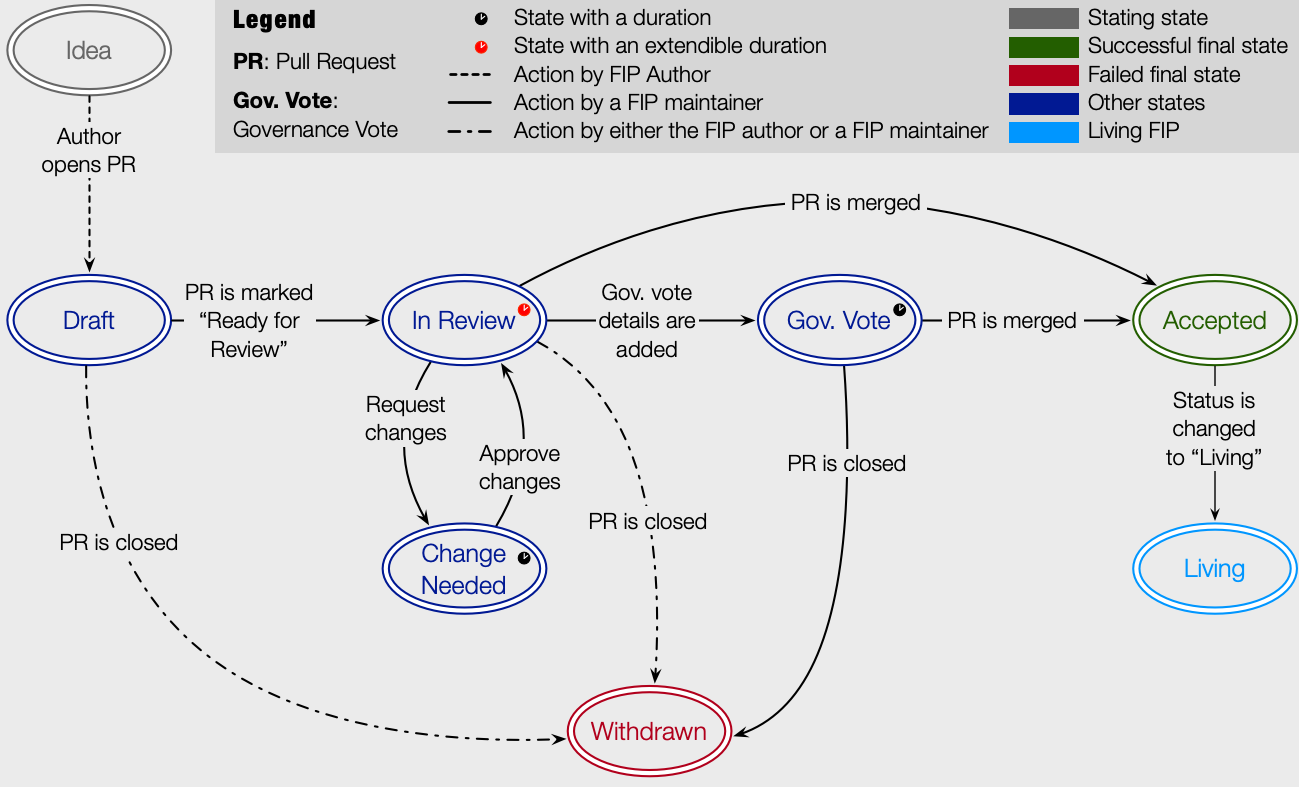 Legend
PR: Pull Request
Gov. Vote:
Governance Vote
State with a duration
State with an extendible duration
Action by FIP Author
Action by a FIP maintainer
Action by either the FIP author or a FIP maintainer
Stating state
Successful final state
Failed final state
Other states
Living FIP
Idea
Author
opens PR
Draft
PR is marked
“Ready for
Review”
In Review
PR is merged
Gov. vote
details are
added
Gov. Vote
PR is merged
Accepted
Request
changes
Approve
changes
Change
Needed
PR is closed
PR is closed
PR is closed
Status is
changed
to “Living”
Living
Withdrawn